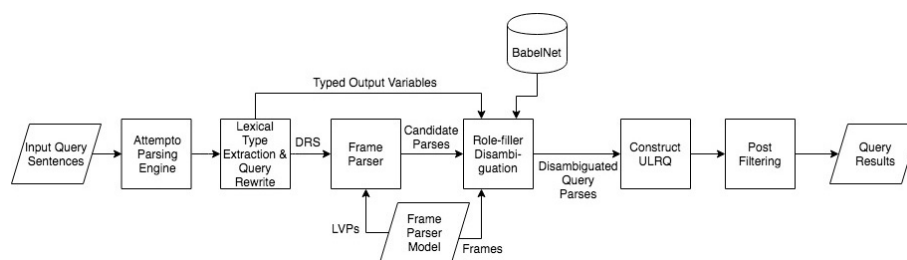 BabelNet
Typed Output Variables
Input Query
Sentences
Attempto
Parsing
Engine
Lexical
Type
Extraction &
Query
Rewrite
DRS
Frame
Parser
Candidate
Parses
Role-filler
Disambi-
guation
Disambiguated
Query
Parses
Construct
ULRQ
Post
Filtering
Query
Results
LVPs
Frame
Parser
Model
Frames